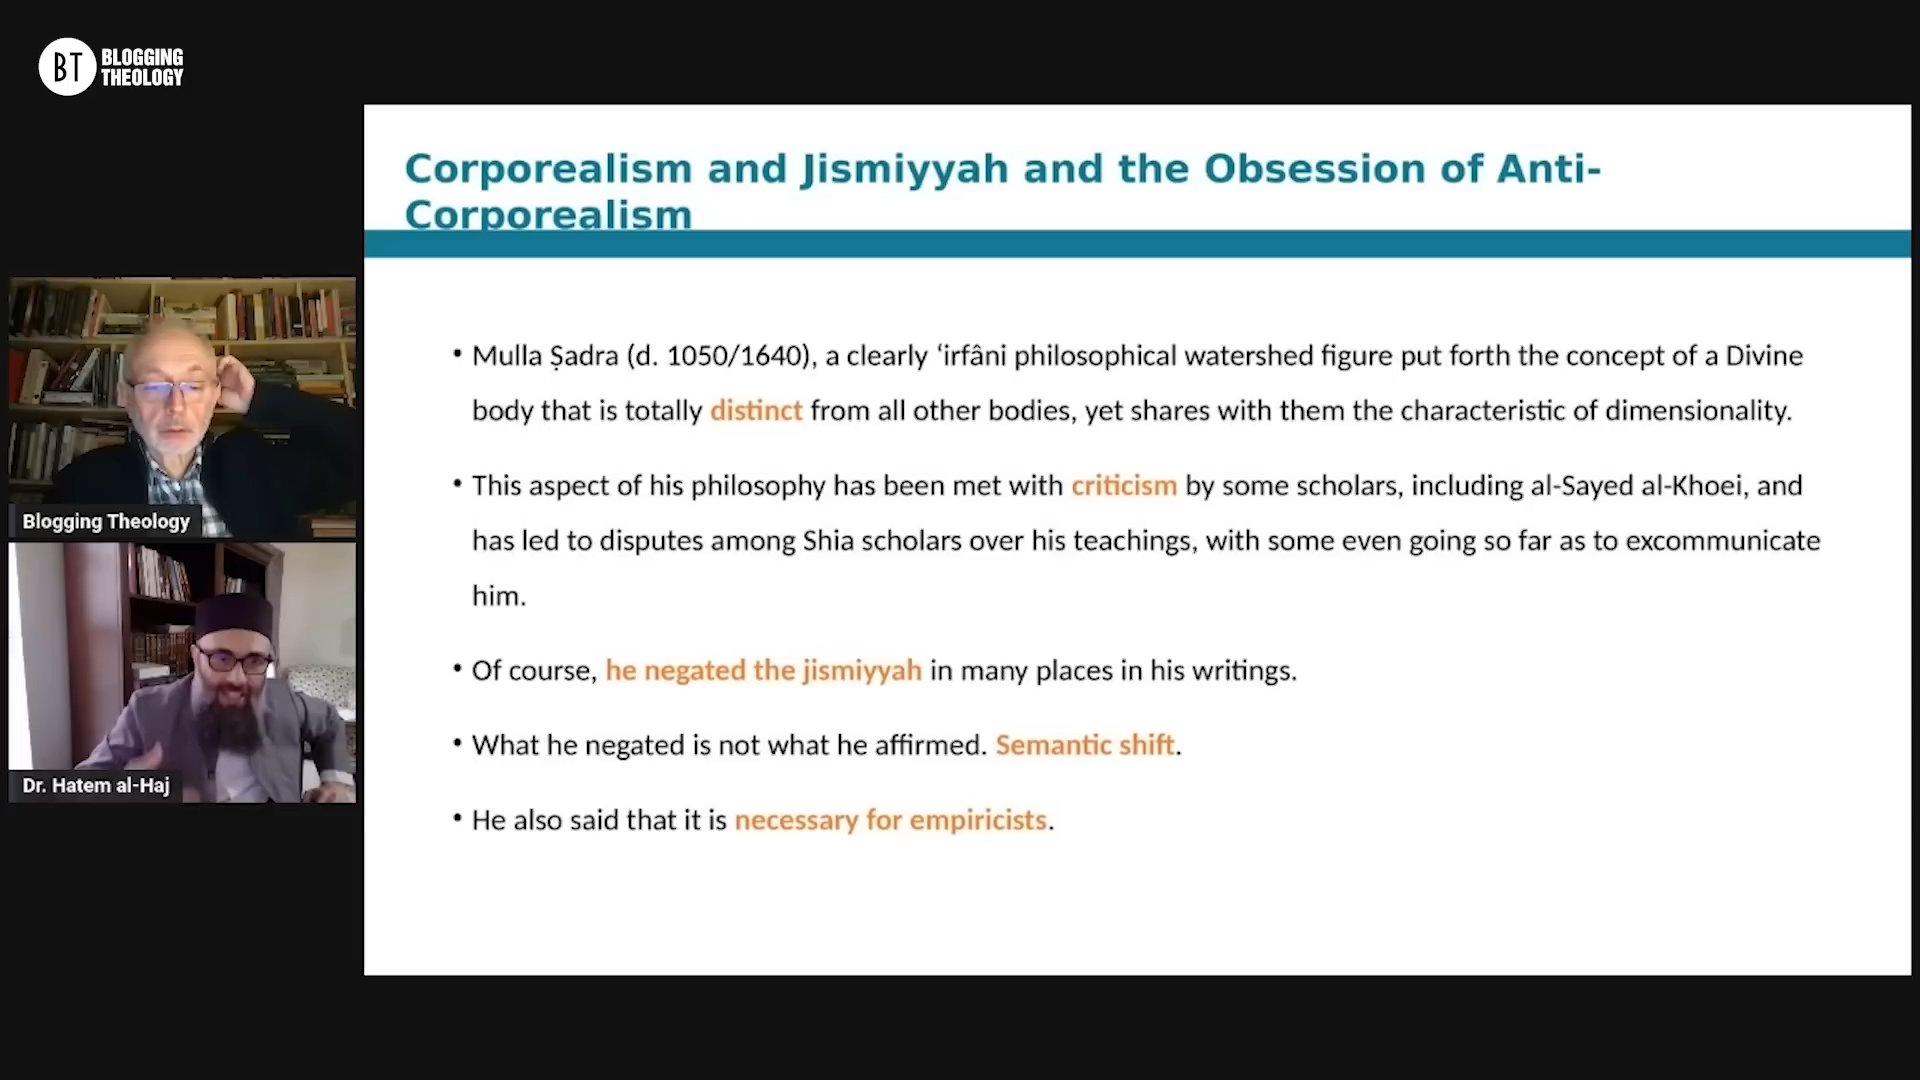 BT BLOGGING
THEOLOGY
Corporealism and Jismiyyah and the Obsession of Anti-
Corporealism
• Mulla Ṣadra (d. 1050/1640), a clearly ‘irfâni philosophical watershed figure put forth the concept of a Divine
body that is totally distinct from all other bodies, yet shares with them the characteristic of dimensionality.
• This aspect of his philosophy has been met with criticism by some scholars, including al-Sayed al-Khoei, and
has led to disputes among Shia scholars over his teachings, with some even going so far as to excommunicate
him.
• Of course, he negated the jismiyyah in many places in his writings.
• What he negated is not what he affirmed. Semantic shift.
• He also said that it is necessary for empiricists.
Blogging Theology
Dr. Hatem al-Haj